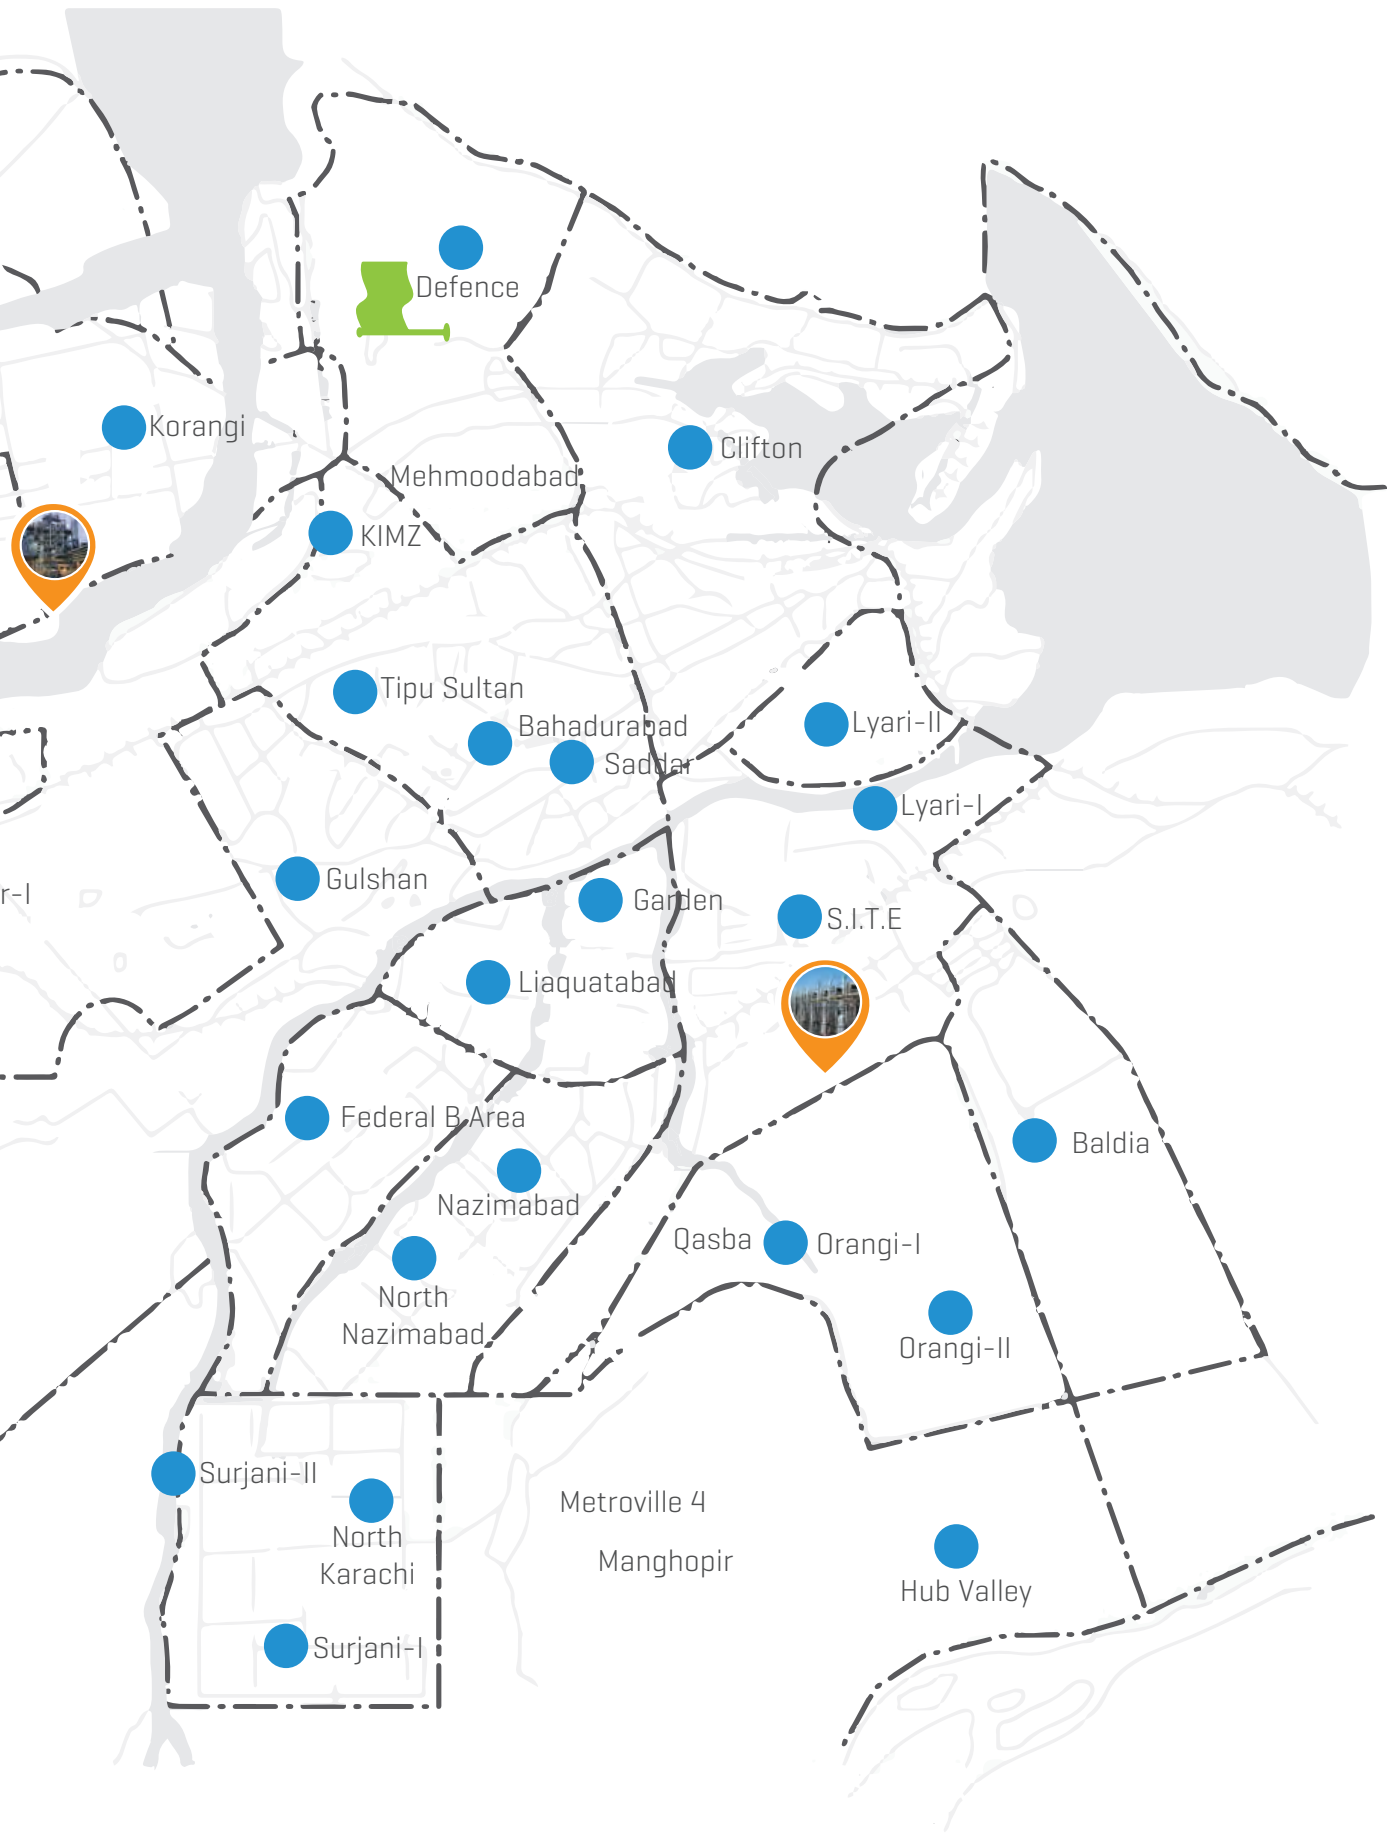 Defence
Korangi
Clifton
Mehmoodabad
KIMZ
Tipu Sultan
Bahadurabad
Saddar
Lyari-II
Lyari-I
Gulshan
r-I
Garden
S.I.T.E
Liaquatabad
Federal B Area
Baldia
Nazimabad
Qasba
Orangi-I
North
Nazimabad
Orangi-II
Surjani-II
Metroville 4
North
Karachi
Manghopir
Hub Valley
Surjani-I